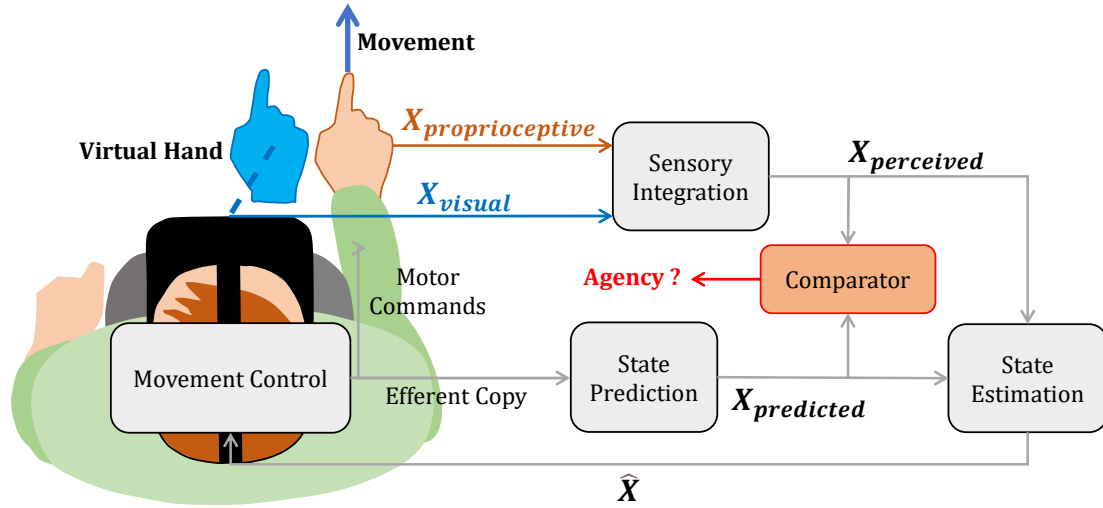 Movement
Virtual Hand
X_proprioceptive
Sensory
Integration
X_perceived
X_visual
Motor
Commands
Agency ?
Comparator
Movement Control
Efferent Copy
State
Prediction
X_predicted
State
Estimation
X̂